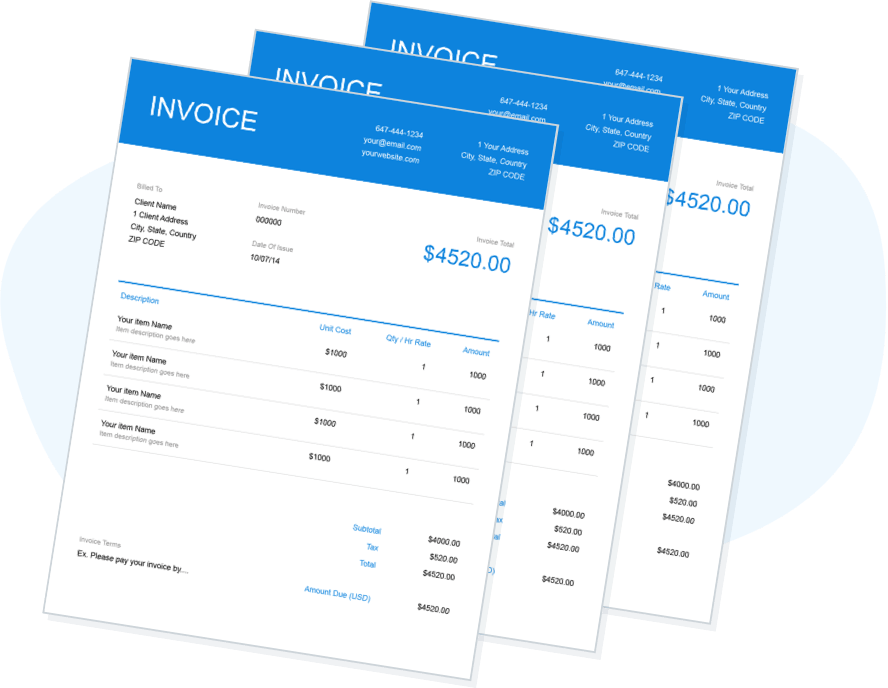 INVOICE
647-444-1234
your@email.com
yourwebsite.com
1 Your Address
City, State, Country
ZIP CODE
Billed To
Client Name
1 Client Address
City, State, Country
ZIP CODE
Invoice Number
000000
Date Of Issue
10/07/14
Invoice Total
$4520.00
Description Unit Cost Qty / Hr Rate Amount
Your item Name $1000 1 1000
Item description goes here
Your item Name $1000 1 1000
Item description goes here
Your item Name $1000 1 1000
Item description goes here
Your item Name $1000 1 1000
Item description goes here
Subtotal $4000.00
Tax $520.00
Total $4520.00
Amount Due (USD) $4520.00
Invoice Terms
Ex. Please pay your invoice by....
INVOICE
647-444-1234
your@email.com
1 Your Address
City, State, Country
ZIP CODE
Invoice Total
$4520.00
Hr Rate Amount
1 1000
1 1000
1 1000
1 1000
al $4000.00
ax $520.00
al $4520.00
D) $4520.00
INVOICE
647-444-1234
your@email.com
1 Your Address
City, State, Country
ZIP CODE
Invoice Total
$4520.00
Rate Amount
1 1000
1 1000
1 1000
1 1000
$4000.00
$520.00
$4520.00
$4520.00